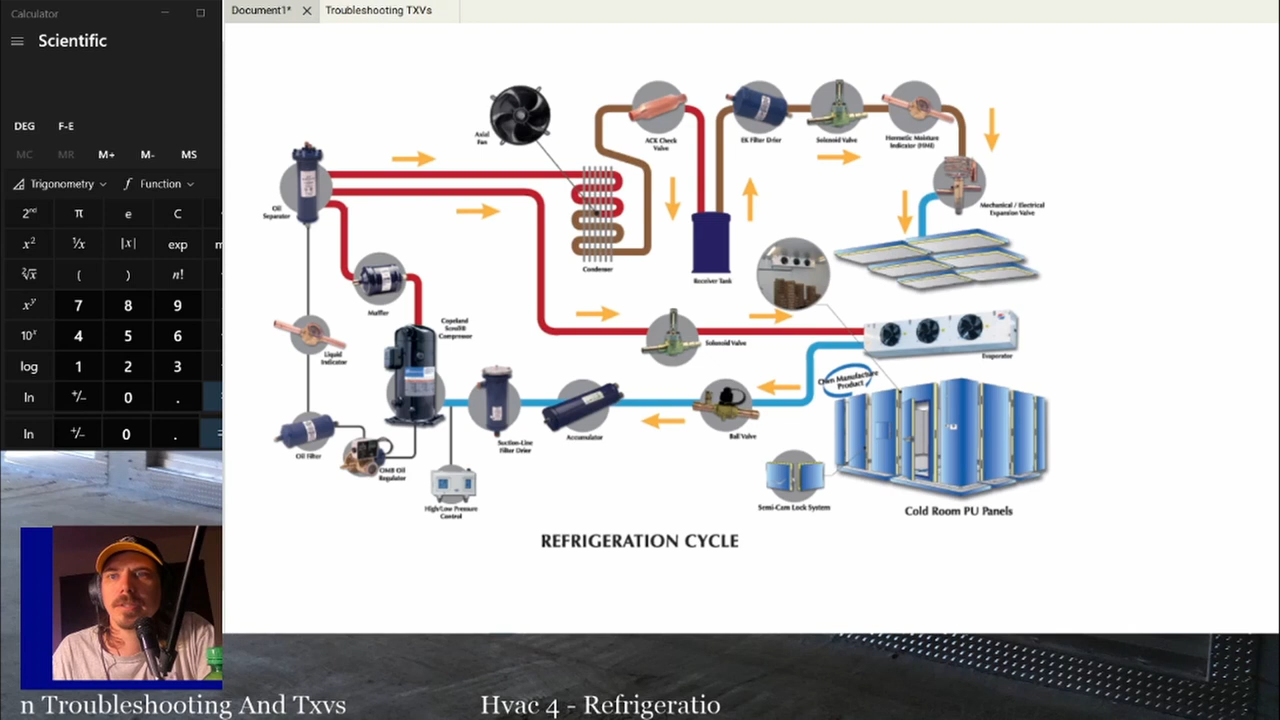 Calculator
Scientific
DEG F-E
MC MR M+ M- MS
Trigonometry Function
2nd π e C
x² ¹/x |x| exp m
²√x ( ) n!
xʸ 7 8 9
10ˣ 4 5 6
log 1 2 3
ln +/- 0 .
ln +/- 0 .
Document1*
Troubleshooting TXVs
Axial
Fan
ACK Check
Valve
EK Filter Drier
Solenoid Valve
Hermetic Moisture
Indicator (HMI)
Oil
Separator
Mechanical / Electrical
Expansion Valve
Condenser
Receiver Tank
Muffler
Copeland
Scroll®
Compressor
Liquid
Indicator
Solenoid Valve
Evaporator
Own Manufacture
Product
Oil Filter
OMB Oil
Regulator
Suction-Line
Filter Drier
Accumulator
Ball Valve
High/Low Pressure
Control
Semi-Cam Lock System
Cold Room PU Panels
REFRIGERATION CYCLE
n Troubleshooting And Txvs
Hvac 4 - Refrigeratio